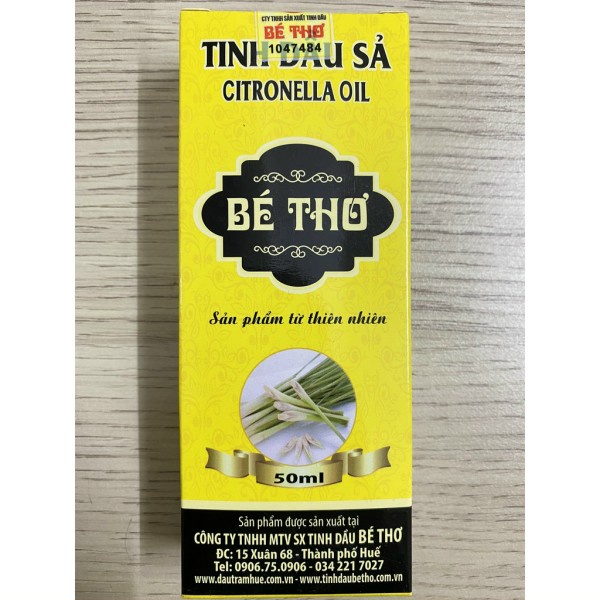 CTY TNHH SẢN XUẤT TINH DẦU
BÉ THƠ
1047484
TINH DẦU SẢ
CITRONELLA OIL
BÉ THƠ
Sản phẩm từ thiên nhiên
50ml
Sản phẩm được sản xuất tại
CÔNG TY TNHH MTV SX TINH DẦU BÉ THƠ
ĐC: 15 Xuân 68 - Thành phố Huế
Tel: 0906.75.0906 - 034 221 7027
www.dautramhue.com.vn - www.tinhdaubetho.com.vn